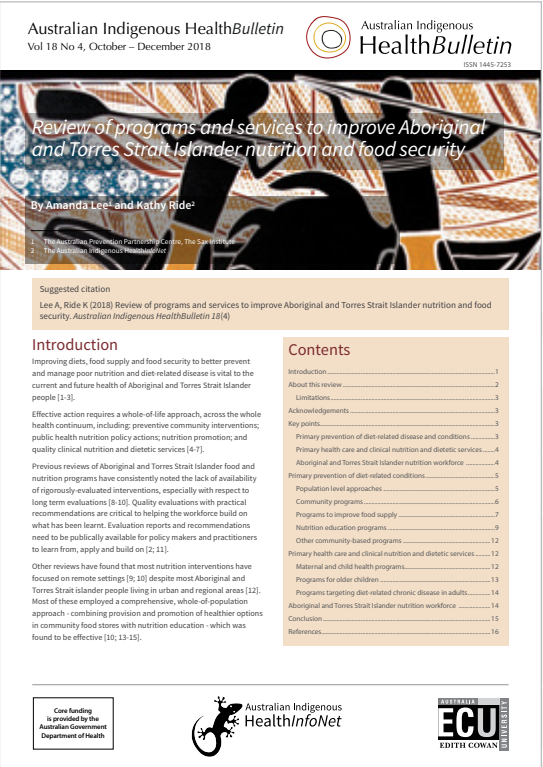 Australian Indigenous HealthBulletin
Vol 18 No 4, October – December 2018
Australian Indigenous
HealthBulletin
ISSN 1445-7253
Review of programs and services to improve Aboriginal
and Torres Strait Islander nutrition and food security
By Amanda Lee1 and Kathy Ride2
1 The Australian Prevention Partnership Centre, The Sax Institute
2 The Australian Indigenous HealthInfoNet
Suggested citation
Lee A, Ride K (2018) Review of programs and services to improve Aboriginal and Torres Strait Islander nutrition and food
security. Australian Indigenous HealthBulletin 18(4)
Introduction
Improving diets, food supply and food security to better prevent
and manage poor nutrition and diet-related disease is vital to the
current and future health of Aboriginal and Torres Strait Islander
people [1-3].
Effective action requires a whole-of-life approach, across the whole
health continuum, including: preventive community interventions;
public health nutrition policy actions; nutrition promotion; and
quality clinical nutrition and dietetic services [4-7].
Previous reviews of Aboriginal and Torres Strait Islander food and
nutrition programs have consistently noted the lack of availability
of rigorously-evaluated interventions, especially with respect to
long term evaluations [8-10]. Quality evaluations with practical
recommendations are critical to helping the workforce build on
what has been learnt. Evaluation reports and recommendations
need to be publically available for policy makers and practitioners
to learn from, apply and build on [2; 11].
Other reviews have found that most nutrition interventions have
focused on remote settings [9; 10] despite most Aboriginal and
Torres Strait islander people living in urban and regional areas [12].
Most of these employed a comprehensive, whole-of-population
approach - combining provision and promotion of healthier options
in community food stores with nutrition education - which was
found to be effective [10; 13-15].
Contents
Introduction 1
About this review 2
Limitations 3
Acknowledgements 3
Key points 3
Primary prevention of diet-related disease and conditions 3
Primary health care and clinical nutrition and dietetic services 4
Aboriginal and Torres Strait Islander nutrition workforce 4
Primary prevention of diet-related conditions 5
Population level approaches 5
Community programs 6
Programs to improve food supply 7
Nutrition education programs 9
Other community-based programs 12
Primary health care and clinical nutrition and dietetic services 12
Maternal and child health programs 12
Programs for older children 13
Programs targeting diet-related chronic disease in adults 14
Aboriginal and Torres Strait Islander nutrition workforce 14
Conclusion 15
References 16
Core funding
is provided by the
Australian Government
Department of Health
Australian Indigenous
HealthInfoNet
AUSTRALIA
ECU
EDITH COWAN
UNIVERSITY